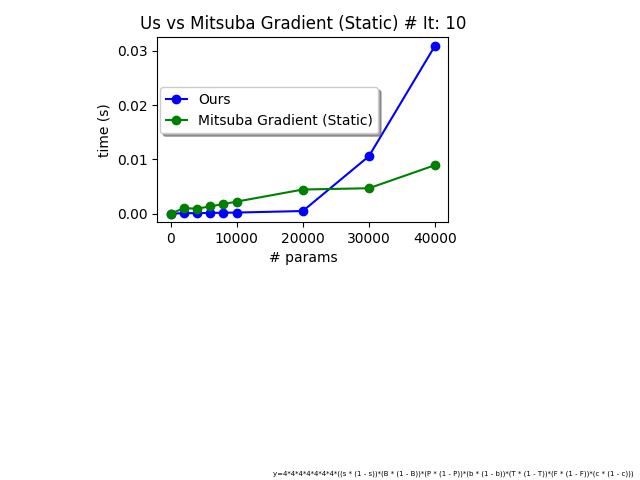 Us vs Mitsuba Gradient (Static) # It: 10
0.03
0.02
0.01
0.00
time (s)
Ours
Mitsuba Gradient (Static)
0
10000
20000
30000
40000
# params
y=4*4*4*4*4*4*4*((s * (1 - s))*(B * (1 - B))*(P * (1 - P))*(b * (1 - b))*(T * (1 - T))*(F * (1 - F))*(c * (1 - c)))